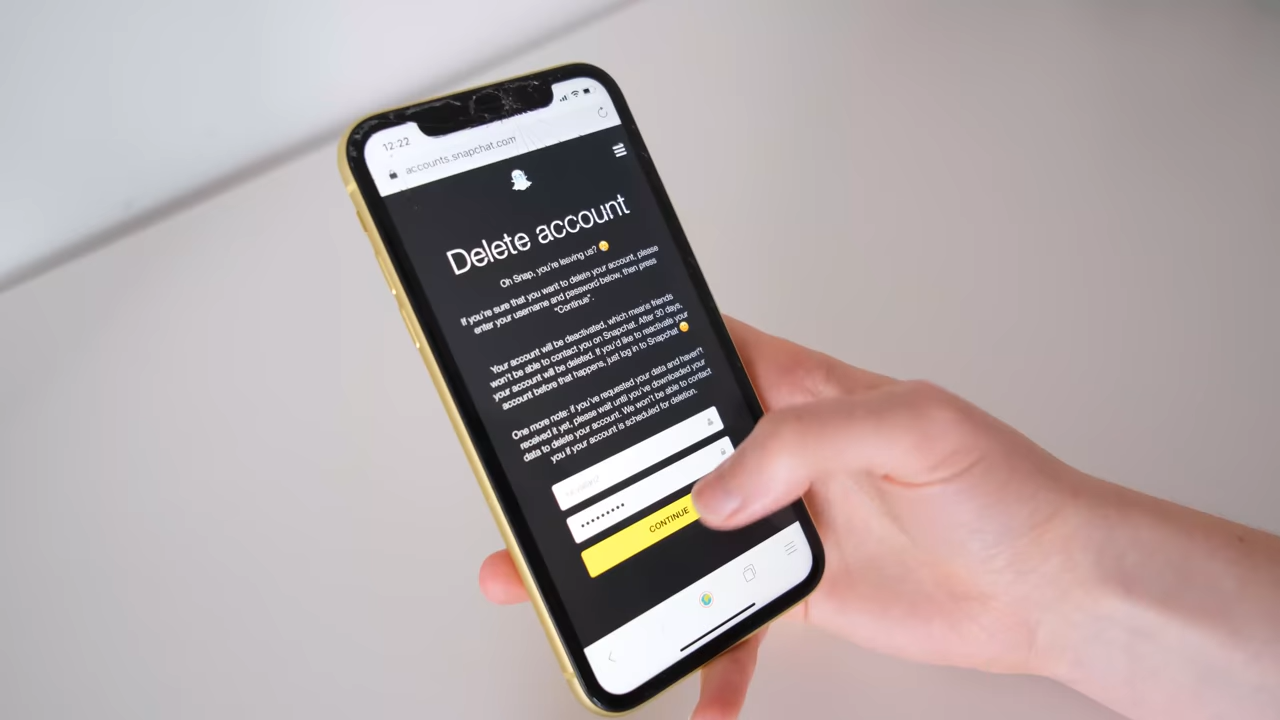 12:22
accounts.snapchat.com
Delete account
Oh Snap, you're leaving us? 😢
If you're sure that you want to delete your account, please
enter your username and password below, then press
"Continue".
Your account will be deactivated, which means friends
won't be able to contact you on Snapchat. After 30 days,
your account will be deleted. If you'd like to reactivate your
account before that happens, just log in to Snapchat 😊
One more note: if you've requested your data and haven't
received it yet, please wait until you've downloaded your
data to delete your account. We won't be able to contact
you if your account is scheduled for deletion.
•••••••••
CONTINUE